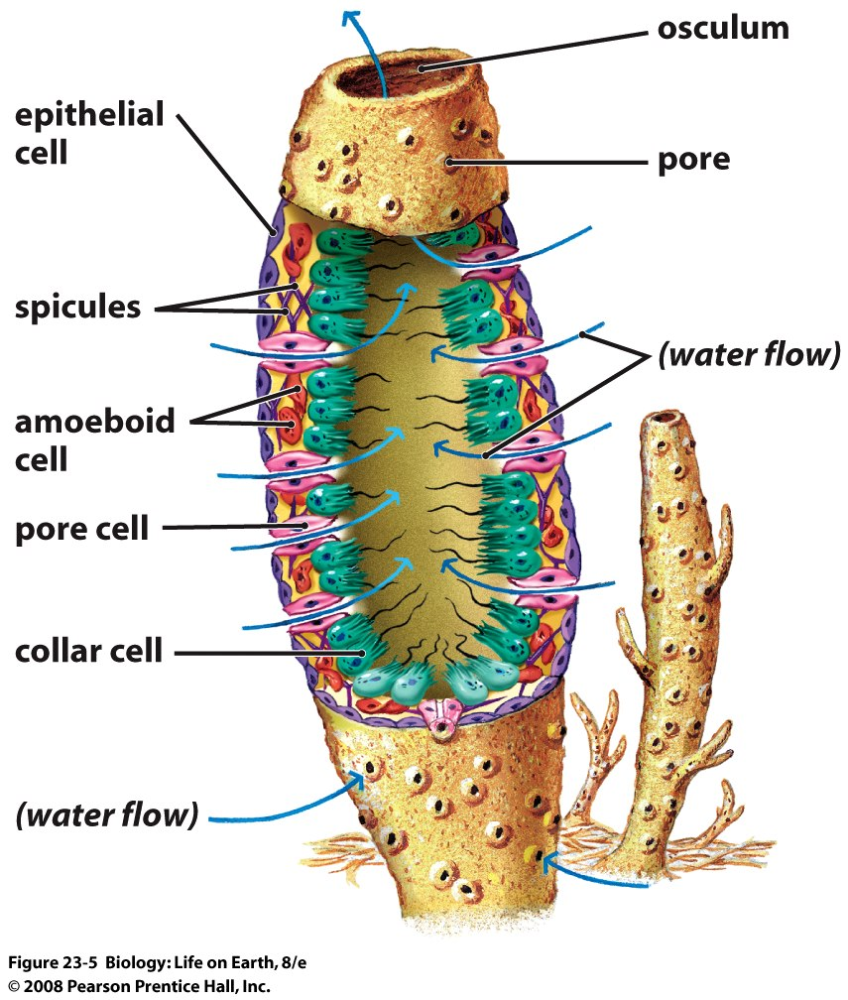 osculum
epithelial
cell
pore
spicules
(water flow)
amoeboid
cell
pore cell
collar cell
(water flow)
Figure 23-5 Biology: Life on Earth, 8/e
© 2008 Pearson Prentice Hall, Inc.